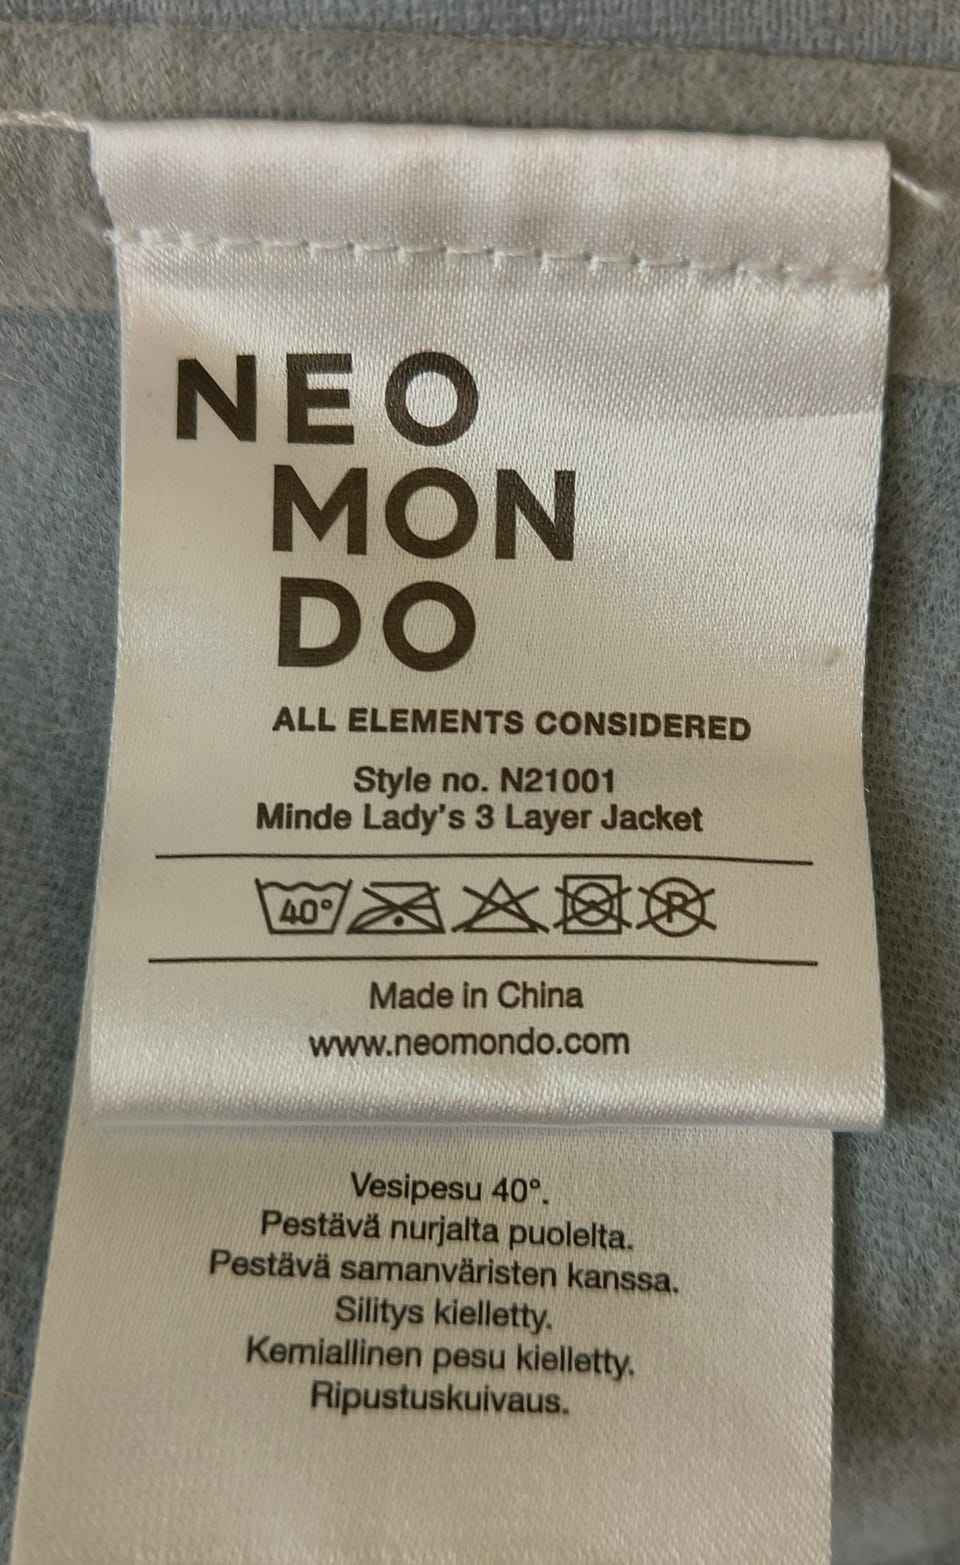 NEO
MON
DO
ALL ELEMENTS CONSIDERED
Style no. N21001
Minde Lady's 3 Layer Jacket
40°
P
Made in China
www.neomondo.com
Vesipesu 40°.
Pestävä nurjalta puolelta.
Pestävä samanväristen kanssa.
Silitys kielletty.
Kemiallinen pesu kielletty.
Ripustuskuivaus.